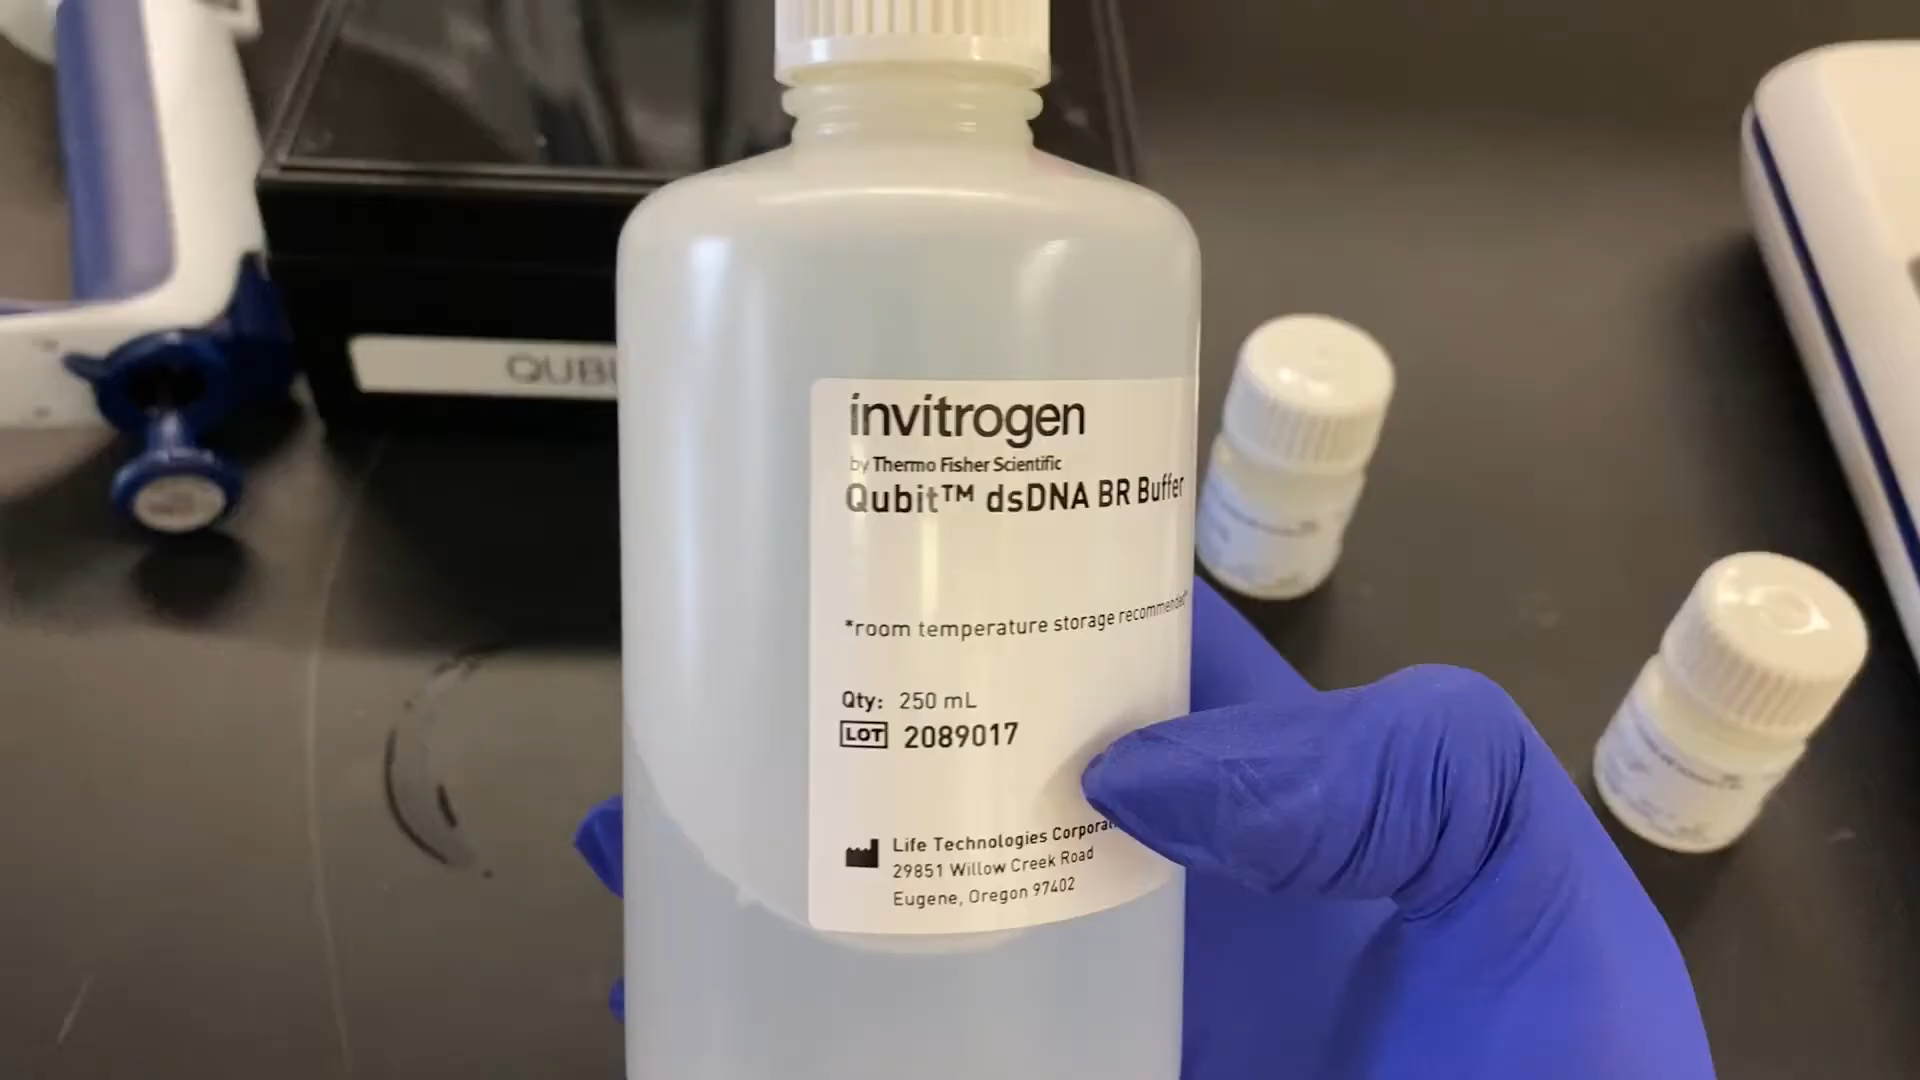 QUBI
invitrogen
by Thermo Fisher Scientific
Qubit™ dsDNA BR Buffer
*room temperature storage recommended*
Qty: 250 mL
LOT 2089017
Life Technologies Corporat
29851 Willow Creek Road
Eugene, Oregon 97402